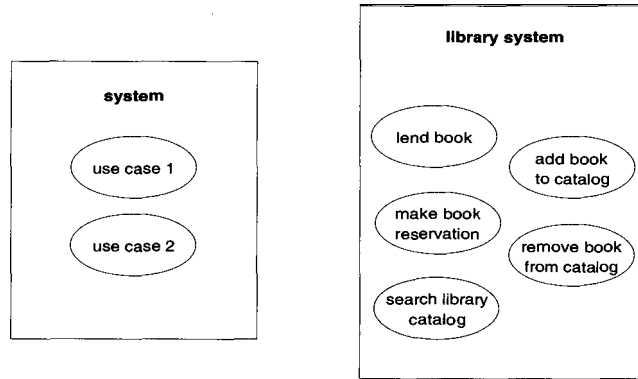 system
use case 1
use case 2
library system
lend book
add book
to catalog
make book
reservation
remove book
from catalog
search library
catalog